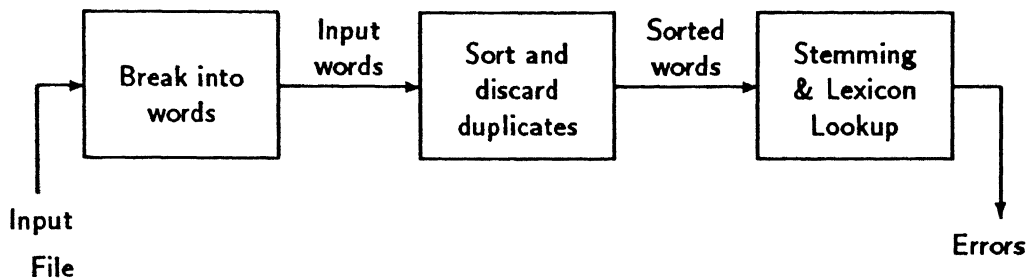 Input
File
Break into
words
Input
words
Sort and
discard
duplicates
Sorted
words
Stemming
& Lexicon
Lookup
Errors